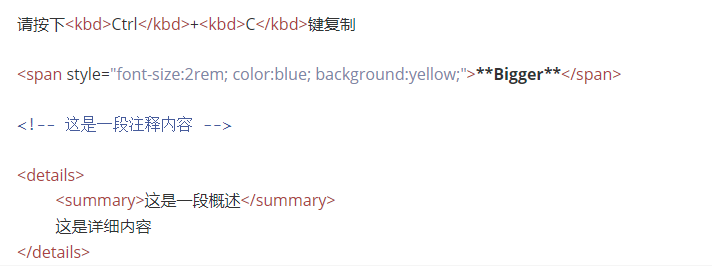 请按下<kbd>Ctrl</kbd>+<kbd>C</kbd>键复制
<span style="font-size:2rem; color:blue; background:yellow;">**Bigger**</span>
<!-- 这是一段注释内容 -->
<details>
<summary>这是一段概述</summary>
这是详细内容
</details>